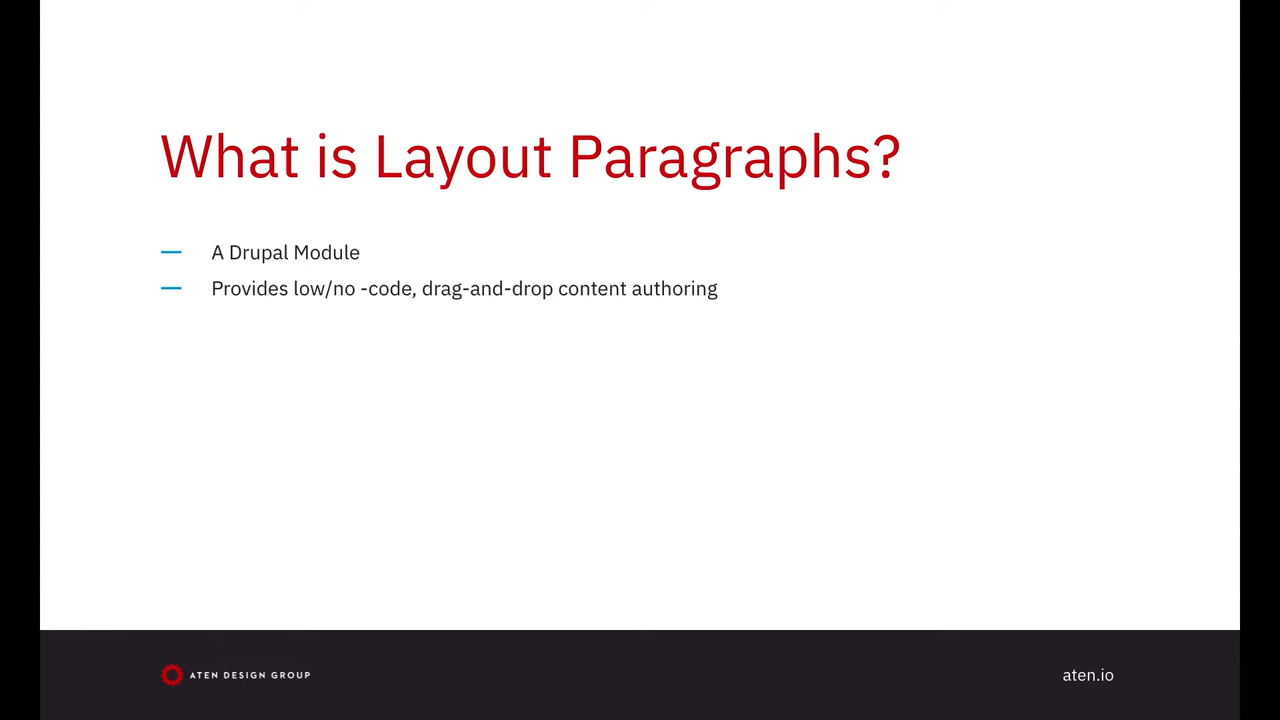 What is Layout Paragraphs?
— A Drupal Module
— Provides low/no -code, drag-and-drop content authoring
ATEN DESIGN GROUP
aten.io